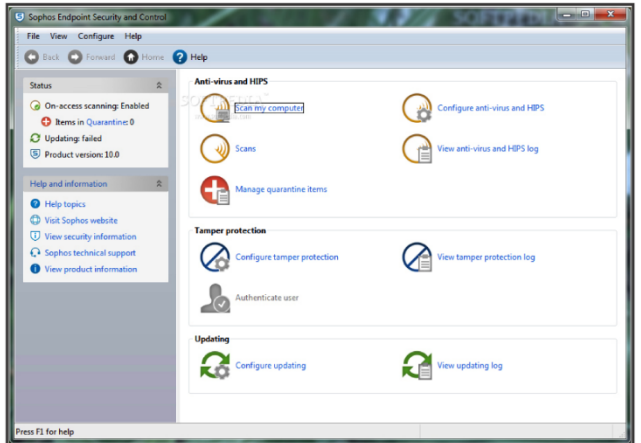 Sophos Endpoint Security and Control
File View Configure Help
Back Forward Home Help
Status
On-access scanning: Enabled
Items in Quarantine: 0
Updating: failed
Product version: 10.0
Help and information
Help topics
Visit Sophos website
View security information
Sophos technical support
View product information
Anti-virus and HIPS
Scan my computer
Configure anti-virus and HIPS
Scans
View anti-virus and HIPS log
Manage quarantine items
Tamper protection
Configure tamper protection
View tamper protection log
Authenticate user
Updating
Configure updating
View updating log
Press F1 for help